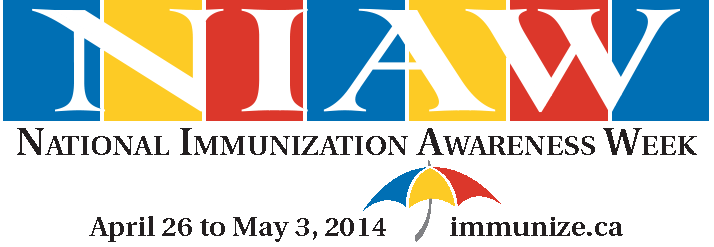 NIAW
NATIONAL IMMUNIZATION AWARENESS WEEK
April 26 to May 3, 2014 immunize.ca